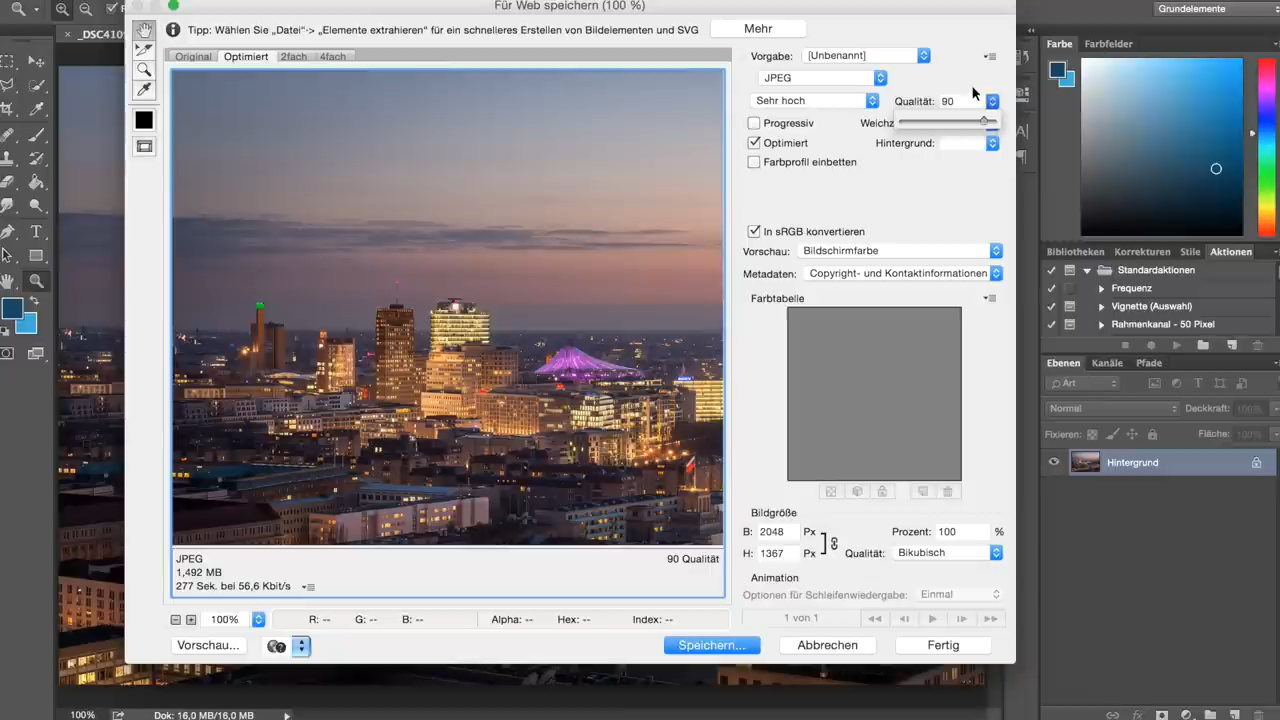 Für Web speichern (100 %)
Grundelemente
Tipp: Wählen Sie „Datei“-> „Elemente extrahieren“ für ein schnelleres Erstellen von Bildelementen und SVG
Mehr
_DSC4109
Original
Optimiert
2fach
4fach
Vorgabe:
[Unbenannt]
JPEG
Sehr hoch
Qualität: 90
Progressiv
Weichz
Optimiert
Hintergrund:
Farbprofil einbetten
In sRGB konvertieren
Vorschau: Bildschirmfarbe
Metadaten: Copyright- und Kontaktinformationen
Farbtabelle
Bildgröße
B: 2048 Px
Prozent: 100 %
H: 1367 Px
Qualität: Bikubisch
Animation
Optionen für Schleifenwiedergabe: Einmal
1 von 1
JPEG
90 Qualität
1,492 MB
277 Sek. bei 56,6 Kbit/s
100%
R: --
G: --
B: --
Alpha: --
Hex: --
Index: --
Vorschau...
Speichern...
Abbrechen
Fertig
Farbe
Farbfelder
Bibliotheken
Korrekturen
Stile
Aktionen
Standardaktionen
Frequenz
Vignette (Auswahl)
Rahmenkanal - 50 Pixel
Ebenen
Kanäle
Pfade
Art
Normal
Deckkraft: 100%
Fixieren:
Fläche: 100%
Hintergrund
100%
Dok: 16,0 MB/16,0 MB